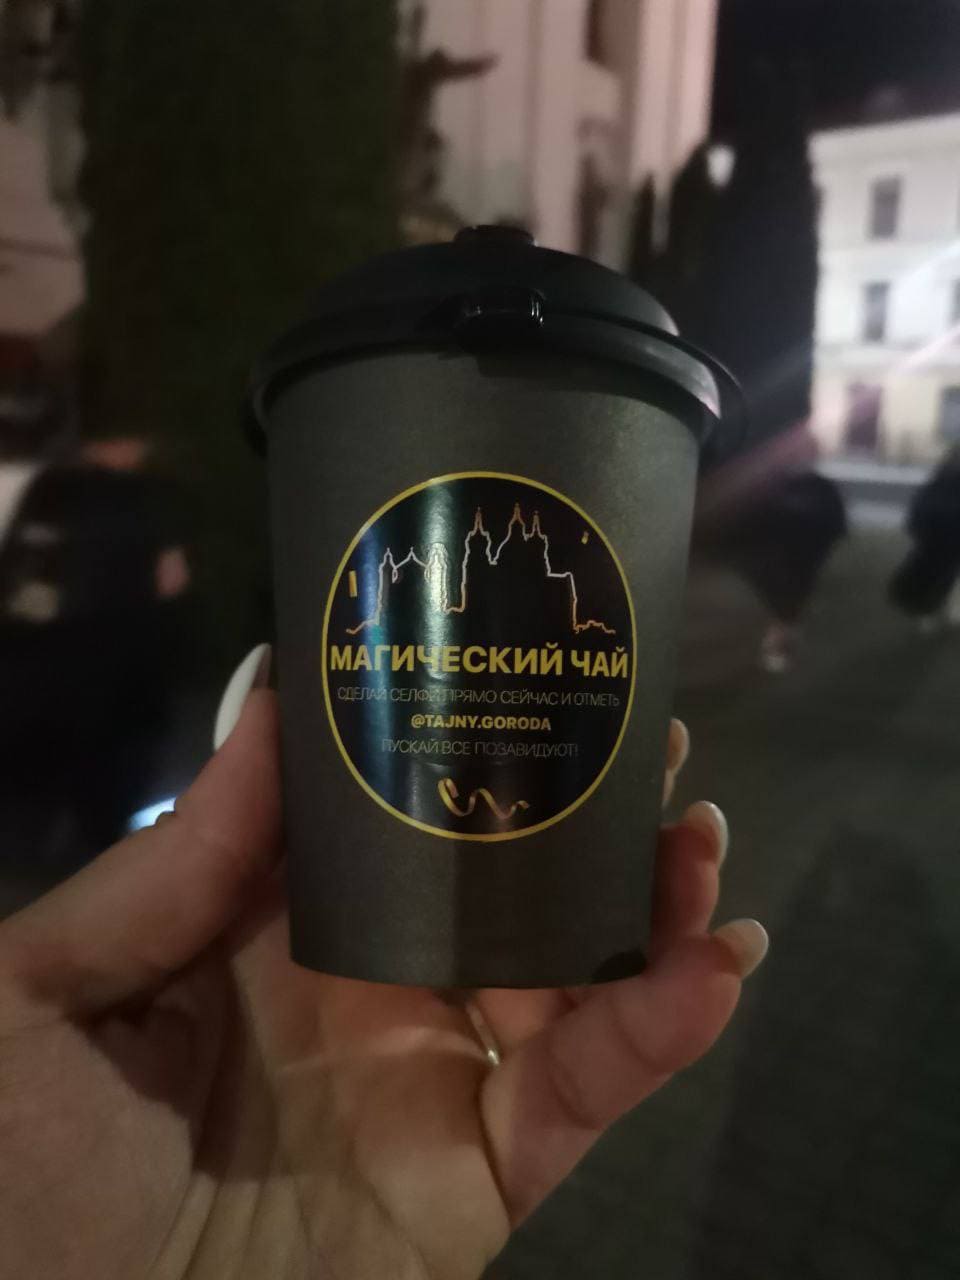 МАГИЧЕСКИЙ ЧАЙ
СДЕЛАЙ СЕЛФИ ПРЯМО СЕЙЧАС И ОТМЕТЬ
@TAJNY.GORODA
ПУСКАЙ ВСЕ ПОЗАВИДУЮТ!